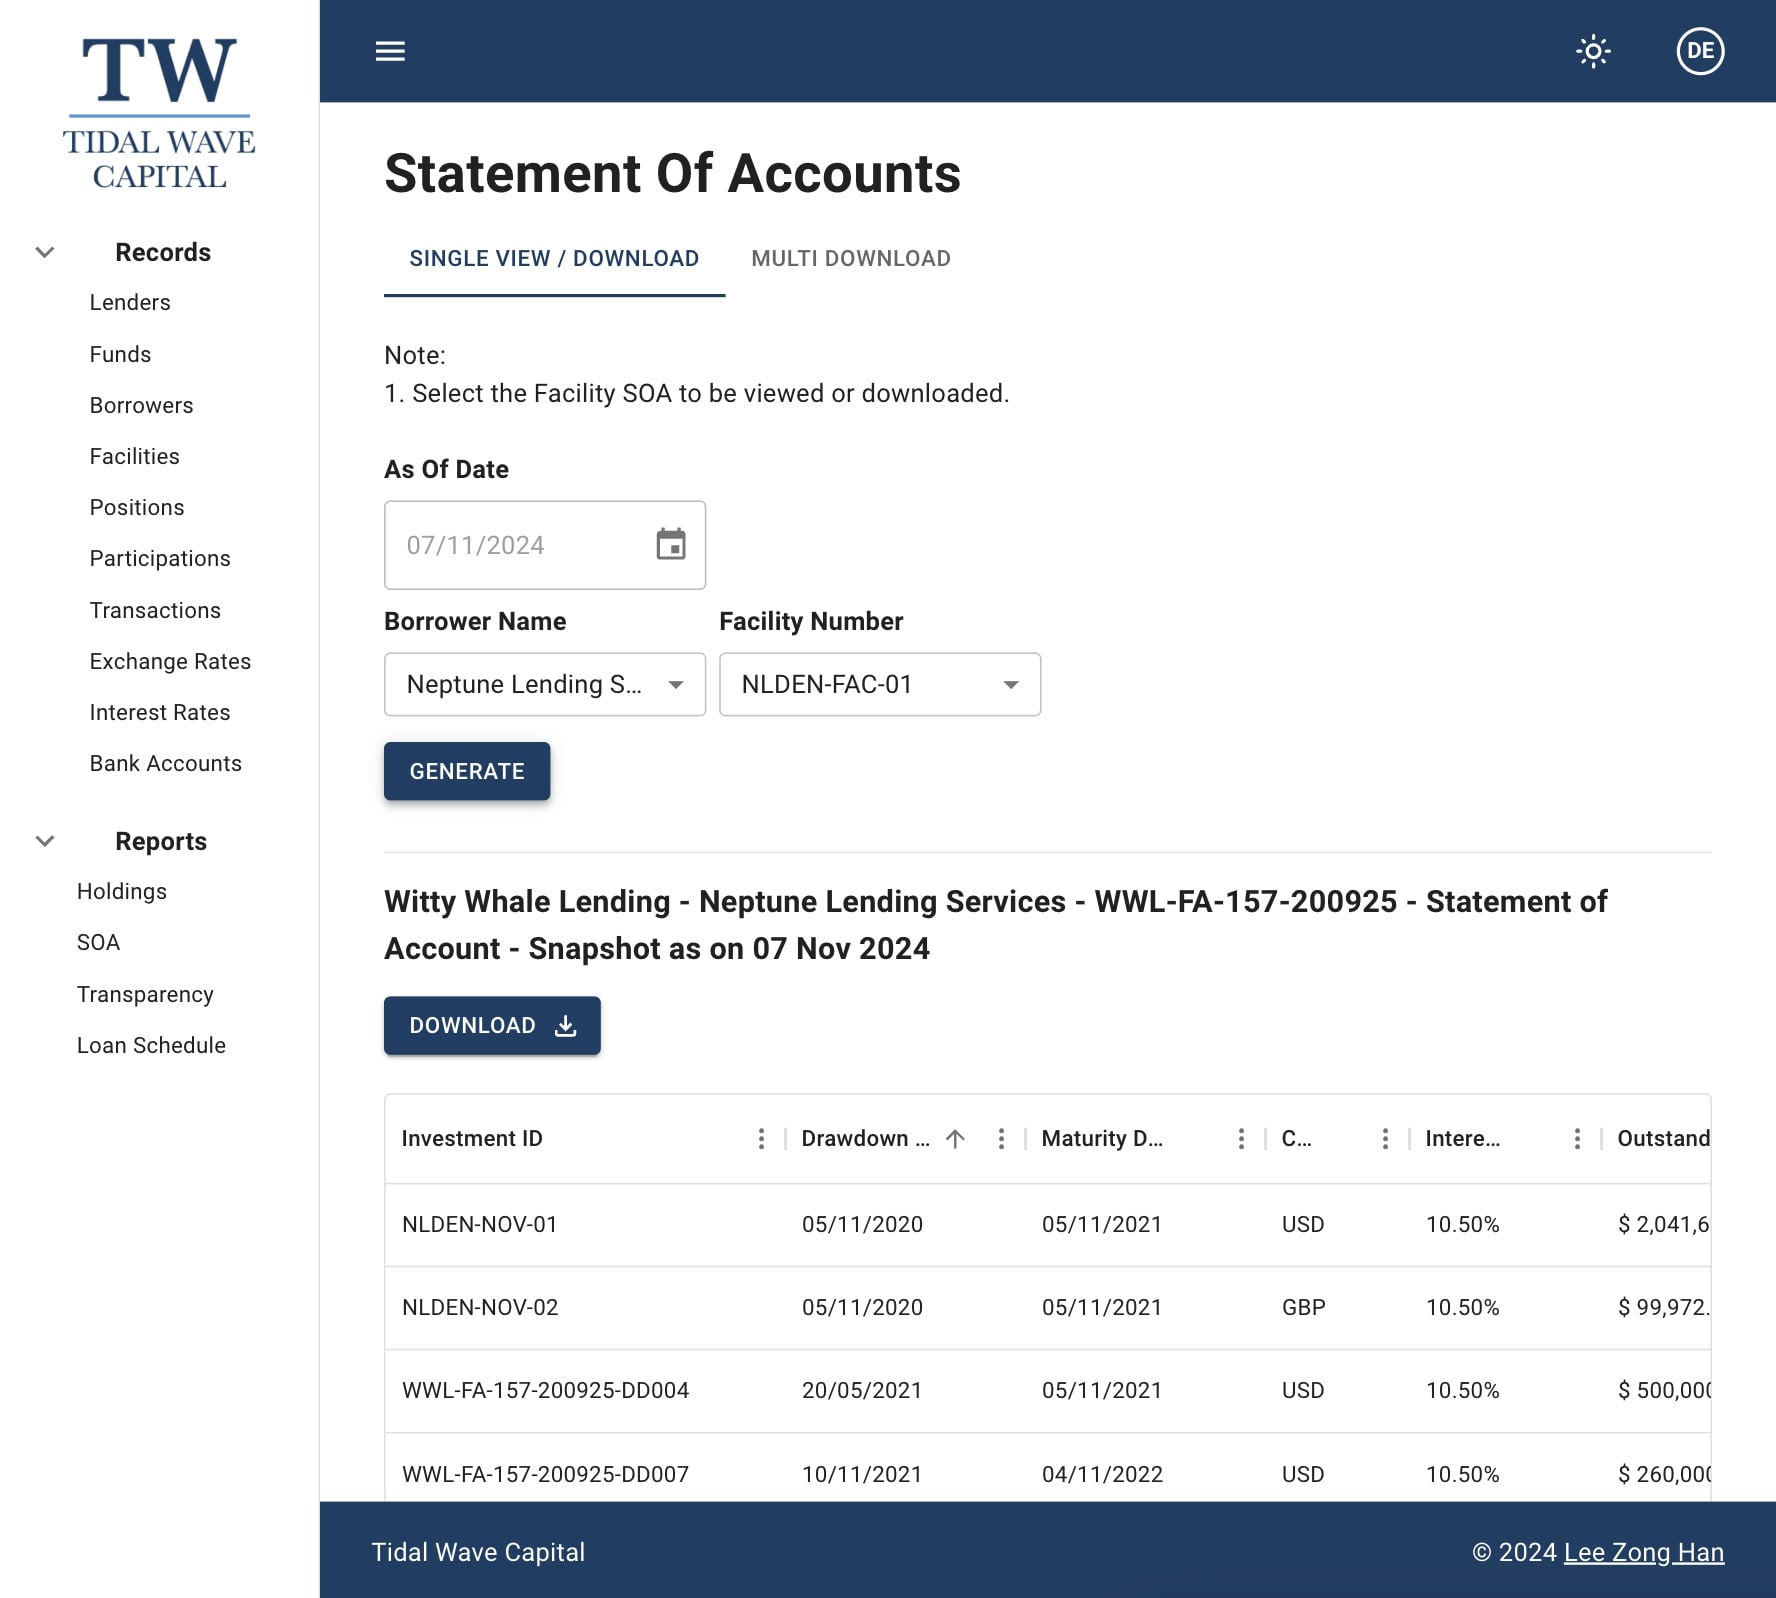 TW
TIDAL WAVE
CAPITAL
Records
Lenders
Funds
Borrowers
Facilities
Positions
Participations
Transactions
Exchange Rates
Interest Rates
Bank Accounts
Reports
Holdings
SOA
Transparency
Loan Schedule
DE
Statement Of Accounts
SINGLE VIEW / DOWNLOAD MULTI DOWNLOAD
Note:
1. Select the Facility SOA to be viewed or downloaded.
As Of Date
07/11/2024
Borrower Name Facility Number
Neptune Lending S... NLDEN-FAC-01
GENERATE
Witty Whale Lending - Neptune Lending Services - WWL-FA-157-200925 - Statement of
Account - Snapshot as on 07 Nov 2024
DOWNLOAD
Investment ID Drawdown ... Maturity D... C... Intere... Outstand
NLDEN-NOV-01 05/11/2020 05/11/2021 USD 10.50% $ 2,041,6
NLDEN-NOV-02 05/11/2020 05/11/2021 GBP 10.50% $ 99,972.
WWL-FA-157-200925-DD004 20/05/2021 05/11/2021 USD 10.50% $ 500,000
WWL-FA-157-200925-DD007 10/11/2021 04/11/2022 USD 10.50% $ 260,000
Tidal Wave Capital © 2024 Lee Zong Han